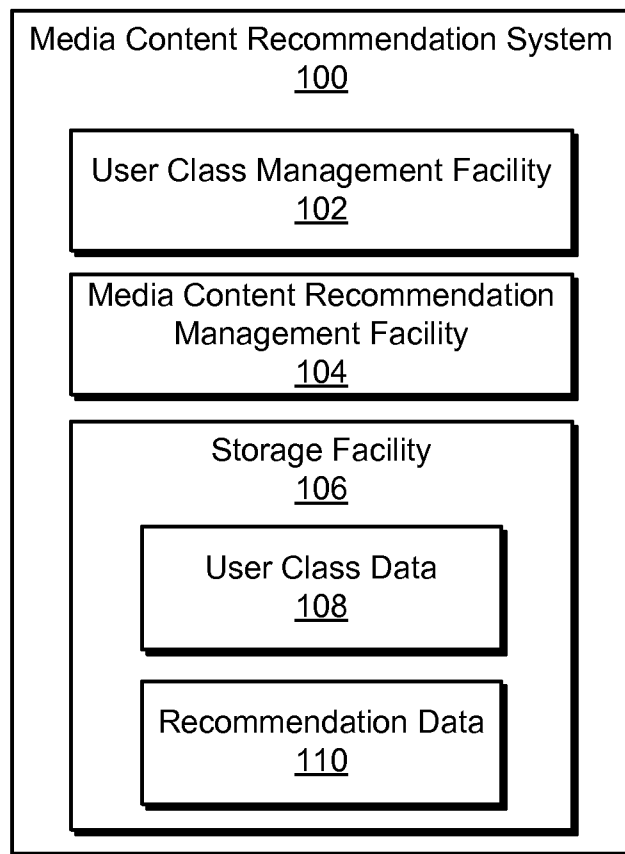 Media Content Recommendation System
100
User Class Management Facility
102
Media Content Recommendation
Management Facility
104
Storage Facility
106
User Class Data
108
Recommendation Data
110